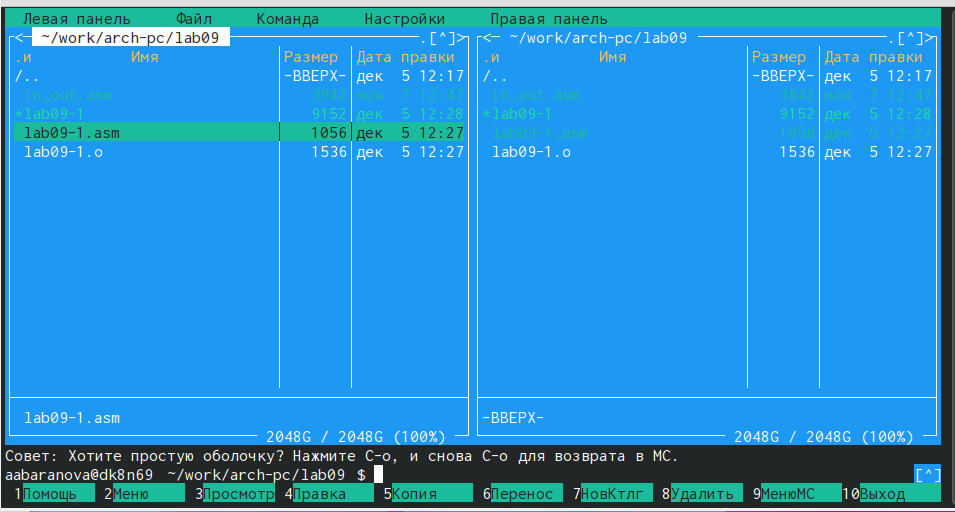 Левая панель Файл Команда Настройки Правая панель
<- ~/work/arch-pc/lab09 .[^]> <- ~/work/arch-pc/lab09 .[^]>
.и Имя Размер Дата правки .и Имя Размер Дата правки
/.. -ВВЕРХ- дек 5 12:17 /.. -ВВЕРХ- дек 5 12:17
in_out.asm 3942 ноя 7 12:47 in_out.asm 3942 ноя 7 12:47
*lab09-1 9152 дек 5 12:28 *lab09-1 9152 дек 5 12:28
lab09-1.asm 1056 дек 5 12:27 lab09-1.asm 1056 дек 5 12:27
lab09-1.o 1536 дек 5 12:27 lab09-1.o 1536 дек 5 12:27
lab09-1.asm -ВВЕРХ-
2048G / 2048G (100%) 2048G / 2048G (100%)
Совет: Хотите простую оболочку? Нажмите C-o, и снова C-o для возврата в MC.
aabaranova@dk8n69 ~/work/arch-pc/lab09 $ [^]
1Помощь 2Меню 3Просмотр 4Правка 5Копия 6Перенос 7НовКтлг 8Удалить 9МенюMC 10Выход